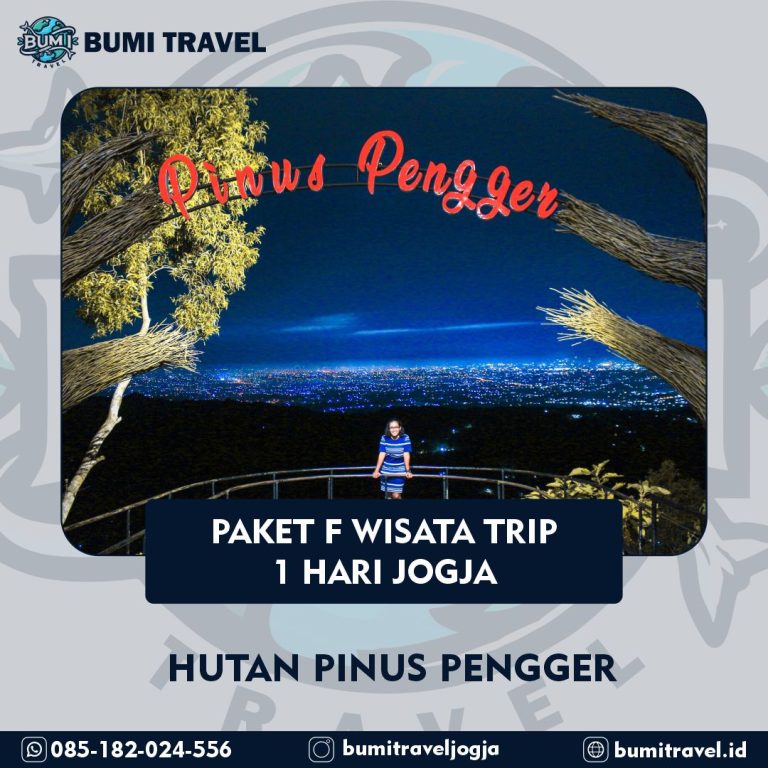 BUMI
TRAVEL
BUMI TRAVEL
Pinus Pengger
PAKET F WISATA TRIP
1 HARI JOGJA
HUTAN PINUS PENGGER
TRAVEL
085-182-024-556
bumitraveljogja
bumitravel.id